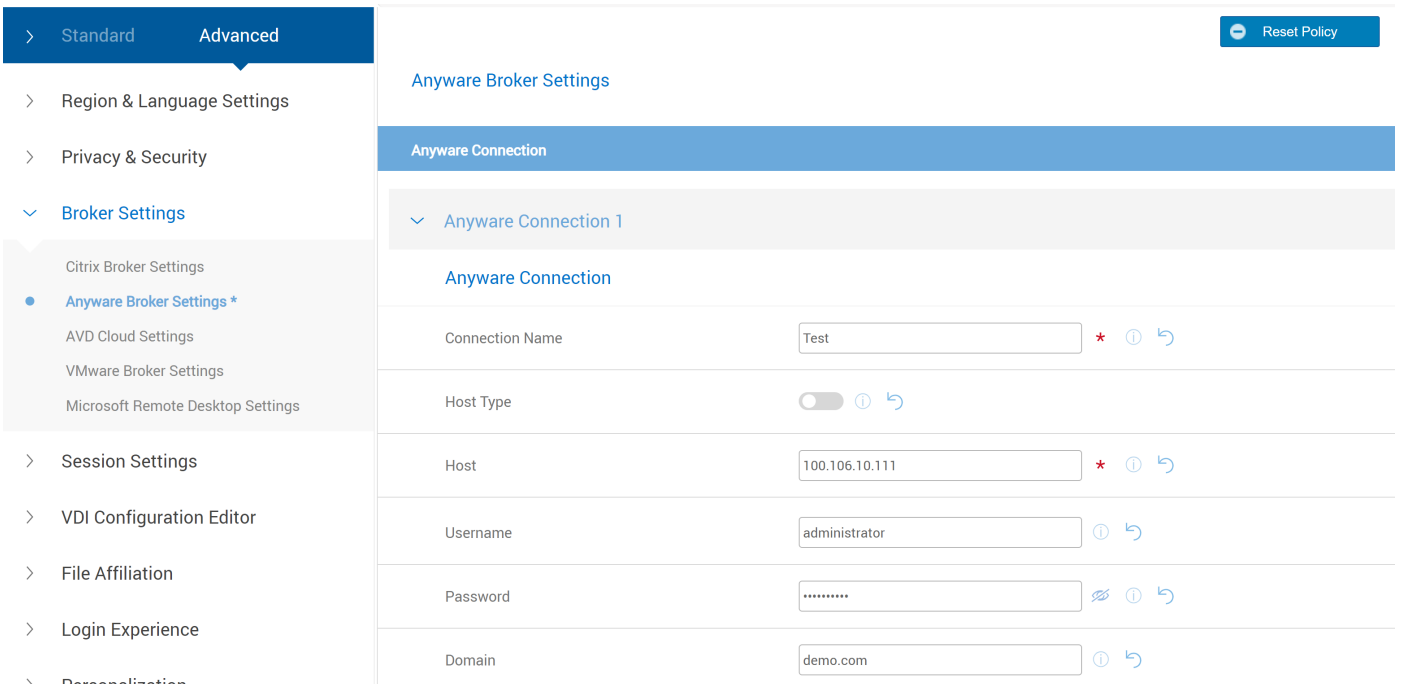 Standard
Advanced
Reset Policy
Region & Language Settings
Privacy & Security
Broker Settings
Citrix Broker Settings
Anyware Broker Settings *
AVD Cloud Settings
VMware Broker Settings
Microsoft Remote Desktop Settings
Session Settings
VDI Configuration Editor
File Affiliation
Login Experience
Personalization
Anyware Broker Settings
Anyware Connection
Anyware Connection 1
Anyware Connection
Connection Name
Test
*
Host Type
Host
100.106.10.111
*
Username
administrator
Password
••••••••••
Domain
demo.com